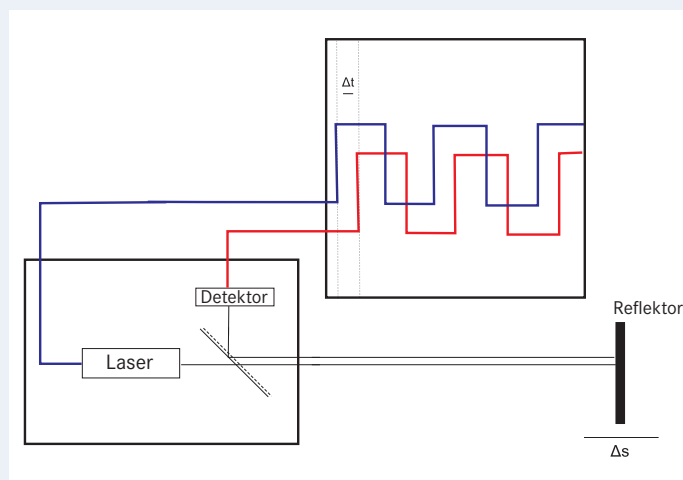 Δt
Detektor
Reflektor
Laser
Δs